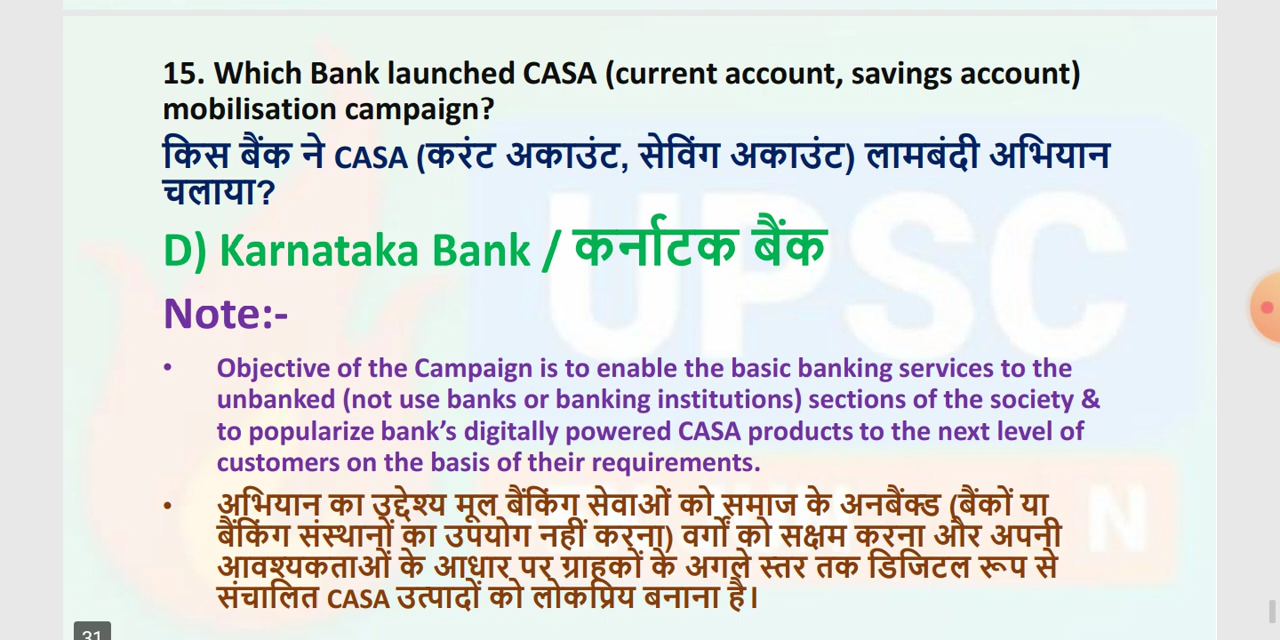 15. Which Bank launched CASA (current account, savings account)
mobilisation campaign?
किस बैंक ने CASA (करंट अकाउंट, सेविंग अकाउंट) लामबंदी अभियान
चलाया?
D) Karnataka Bank / कर्नाटक बैंक
Note:-
• Objective of the Campaign is to enable the basic banking services to the
unbanked (not use banks or banking institutions) sections of the society &
to popularize bank’s digitally powered CASA products to the next level of
customers on the basis of their requirements.
• अभियान का उद्देश्य मूल बैंकिंग सेवाओं को समाज के अनबैंक्ड (बैंकों या
बैंकिंग संस्थानों का उपयोग नहीं करना) वर्गों को सक्षम करना और अपनी
आवश्यकताओं के आधार पर ग्राहकों के अगले स्तर तक डिजिटल रूप से
संचालित CASA उत्पादों को लोकप्रिय बनाना है।
UPSC
N
31